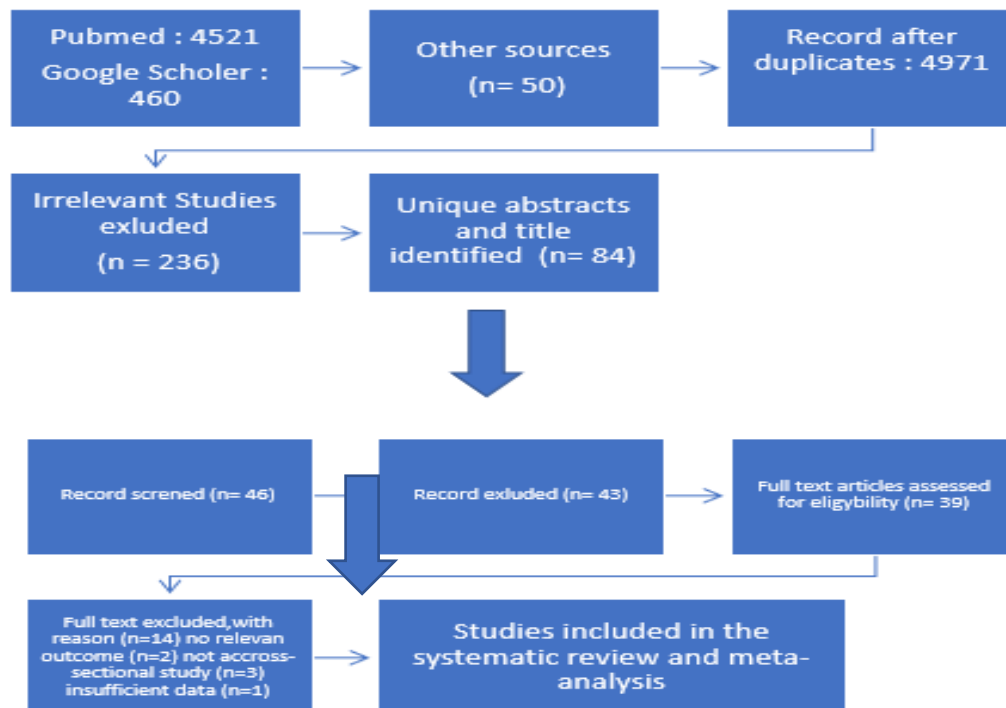 Pubmed : 4521
Google Scholer :
460
Other sources
(n= 50)
Record after
duplicates : 4971
Irrelevant Studies
exluded
(n = 236)
Unique abstracts
and title
identified (n= 84)
Record screned (n= 46)
Record exluded (n= 43)
Full text articles assessed
for eligybility (n= 39)
Full text excluded,with
reason (n=14) no relevan
outcome (n=2) not accross-
sectional study (n=3)
insufficient data (n=1)
Studies included in the
systematic review and meta-
analysis